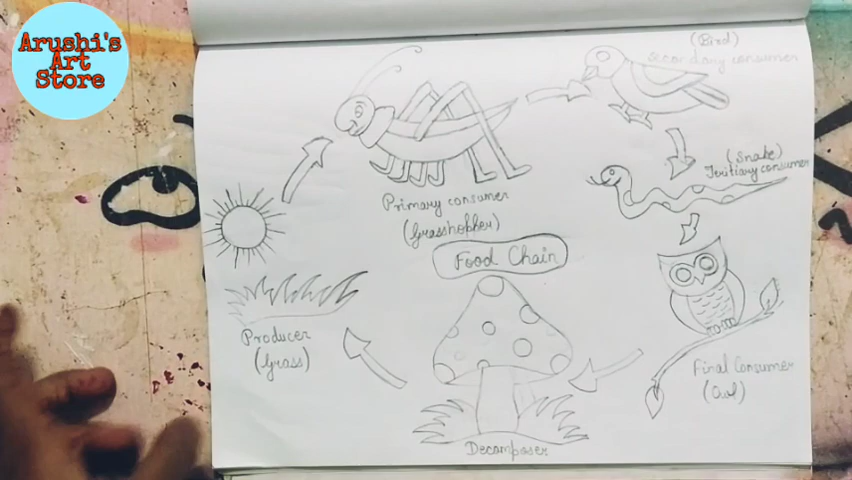 Arushi's
Art
Store
(Bird)
secondary consumer
(Snake)
Teritiary consumer
Primary consumer
(Grasshopper)
Food Chain
Producer
(Grass)
Final Consumer
(Owl)
Decomposer